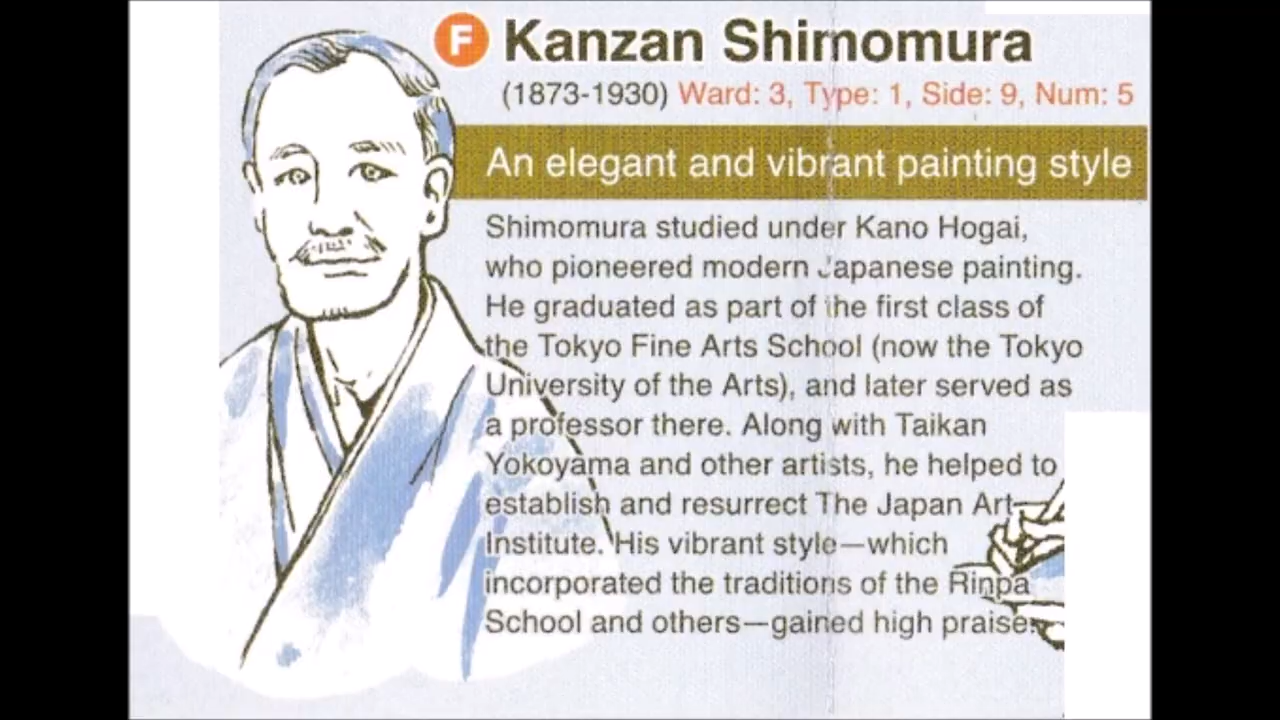 F Kanzan Shimomura
(1873-1930) Ward: 3, Type: 1, Side: 9, Num: 5
An elegant and vibrant painting style
Shimomura studied under Kano Hogai,
who pioneered modern Japanese painting.
He graduated as part of the first class of
the Tokyo Fine Arts School (now the Tokyo
University of the Arts), and later served as
a professor there. Along with Taikan
Yokoyama and other artists, he helped to
establish and resurrect The Japan Art
Institute. His vibrant style—which
incorporated the traditions of the Rinpa
School and others—gained high praise.